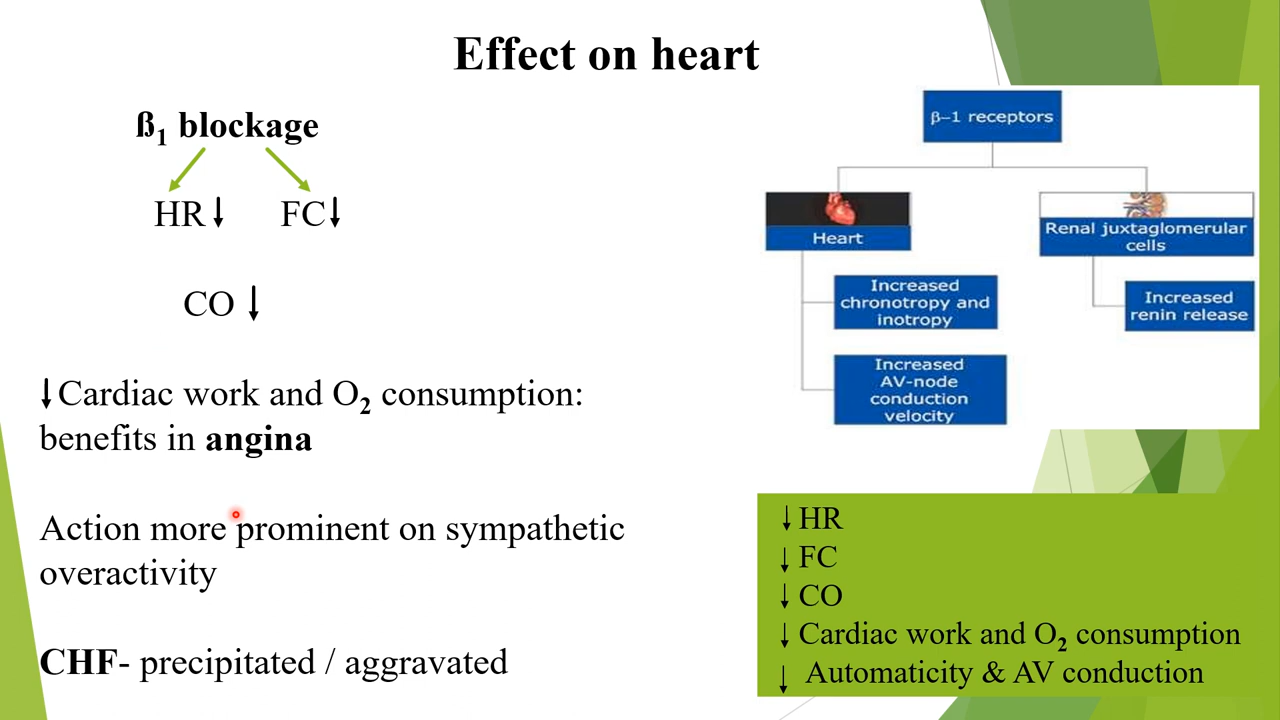 Effect on heart
ß₁ blockage
HR↓ FC↓
CO ↓
↓Cardiac work and O₂ consumption:
benefits in angina
Action more prominent on sympathetic
overactivity
CHF- precipitated / aggravated
β–1 receptors
Heart
Increased
chronotropy and
inotropy
Increased
AV-node
conduction
velocity
Renal juxtaglomerular
cells
Increased
renin release
↓ HR
↓ FC
↓ CO
↓ Cardiac work and O₂ consumption
↓ Automaticity & AV conduction